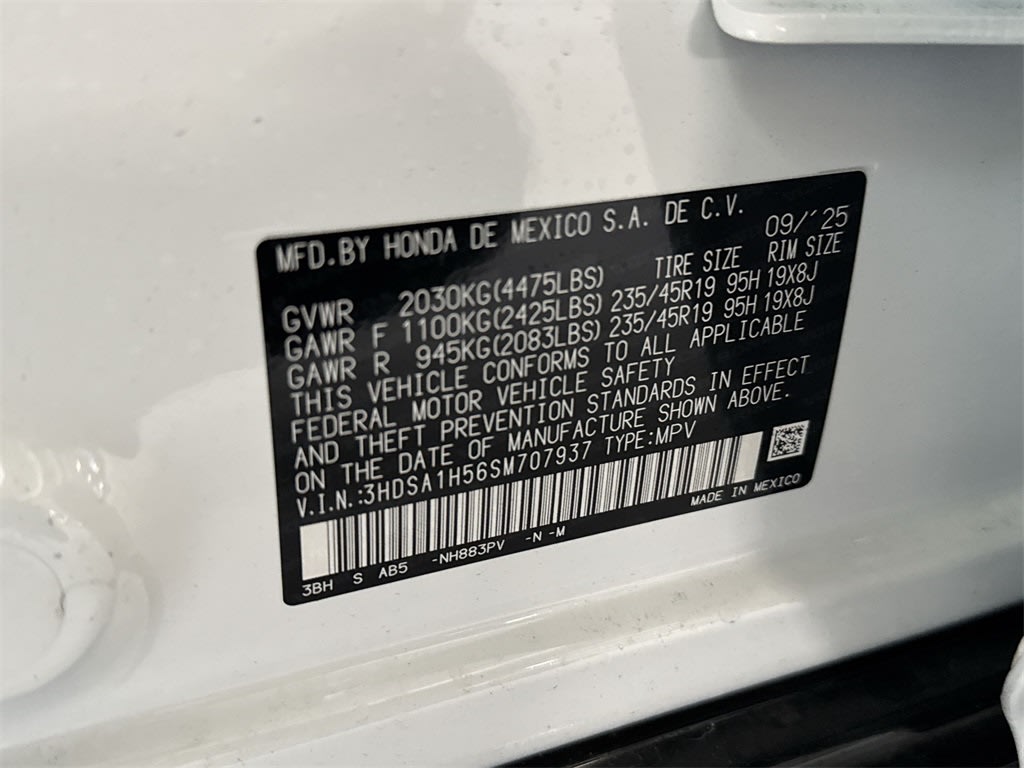 MFD.BY HONDA DE MEXICO S.A. DE C.V. 09/'25
TIRE SIZE RIM SIZE
GVWR 2030KG(4475LBS)
GAWR F 1100KG(2425LBS) 235/45R19 95H 19X8J
GAWR R 945KG(2083LBS) 235/45R19 95H 19X8J
THIS VEHICLE CONFORMS TO ALL APPLICABLE
FEDERAL MOTOR VEHICLE SAFETY
AND THEFT PREVENTION STANDARDS IN EFFECT
ON THE DATE OF MANUFACTURE SHOWN ABOVE.
V.I.N.:3HDSA1H56SM707937 TYPE:MPV
MADE IN MEXICO
3BH S AB5 -NH883PV -N -M